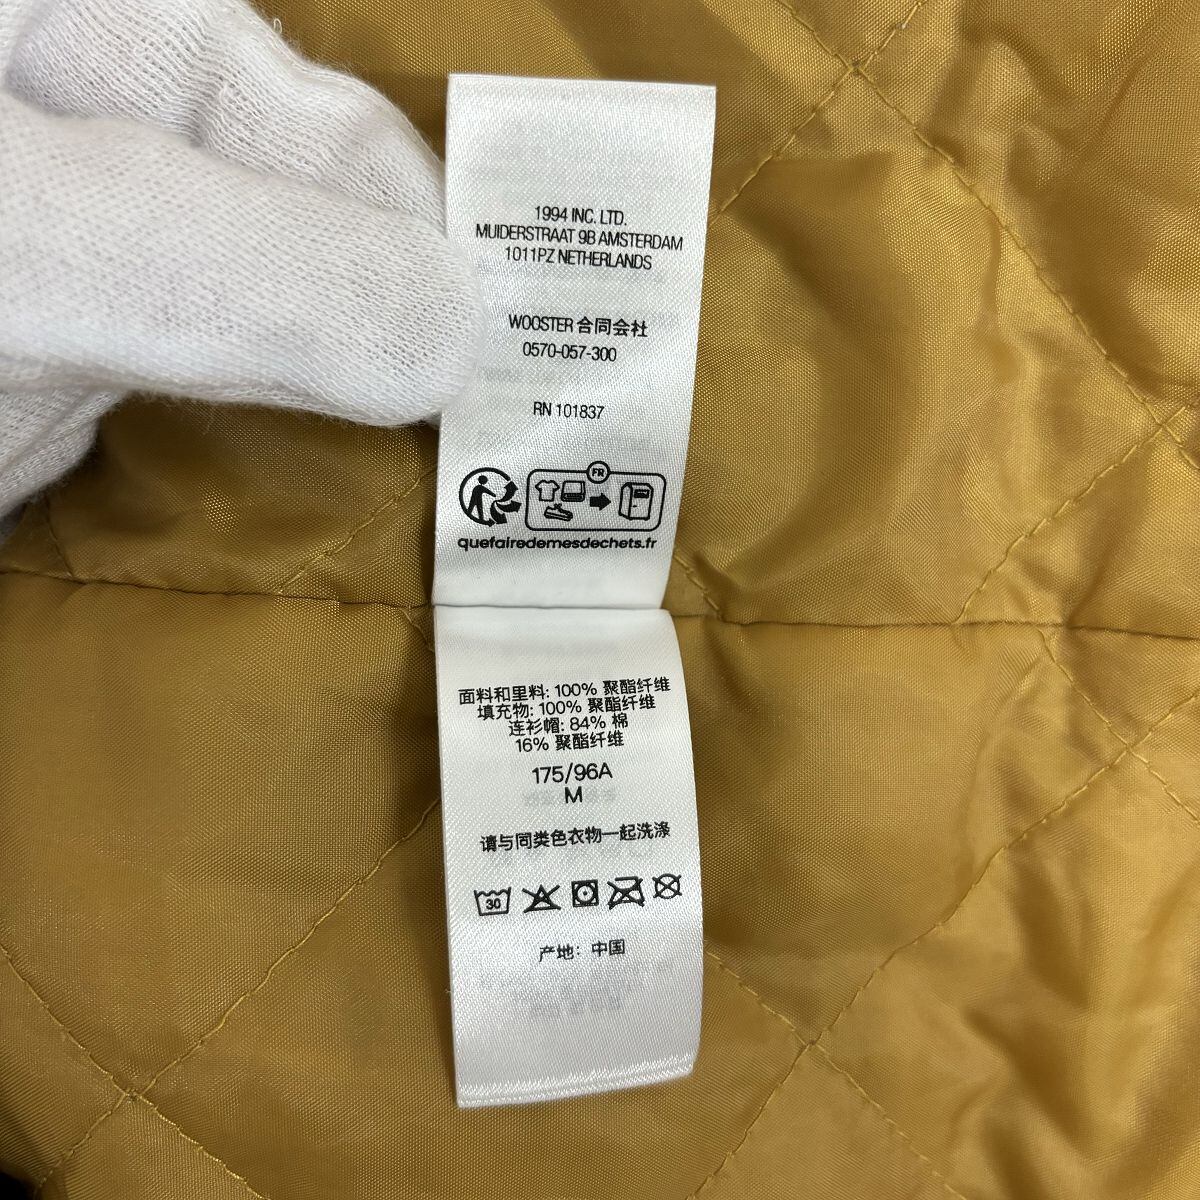 1994 INC. LTD.
MUIDERSTRAAT 9B AMSTERDAM
1011PZ NETHERLANDS
WOOSTER 合同会社
0570-057-300
RN 101837
FR
quefairedemesdechets.fr
面料和里料: 100% 聚酯纤维
填充物: 100% 聚酯纤维
连衫帽: 84% 棉
16% 聚酯纤维
175/96A
M
请与同类色衣物一起洗涤
30
产地: 中国